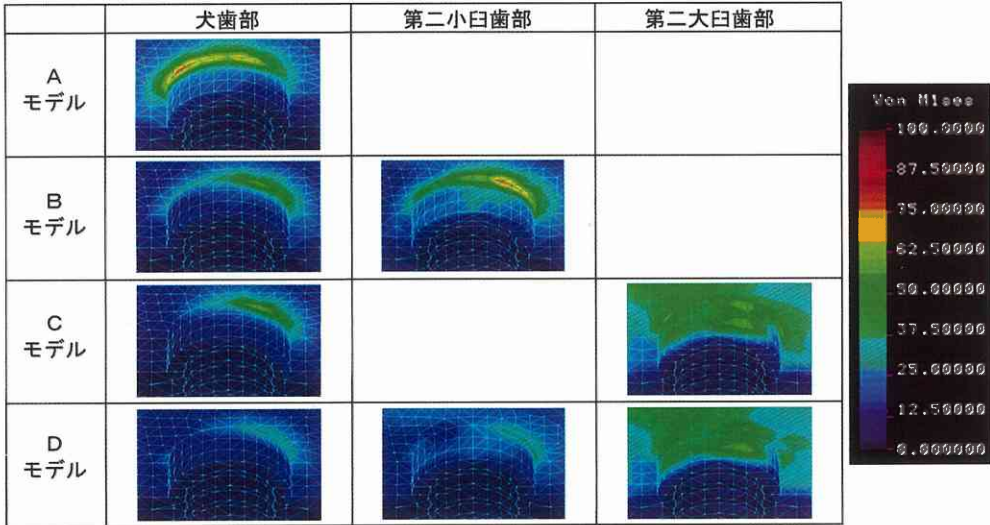 犬歯部 第二小臼歯部 第二大臼歯部
A
モデル
B
モデル
C
モデル
D
モデル
Von Mises
100.0000
87.50000
75.00000
62.50000
50.00000
37.50000
25.00000
12.50000
0.000000